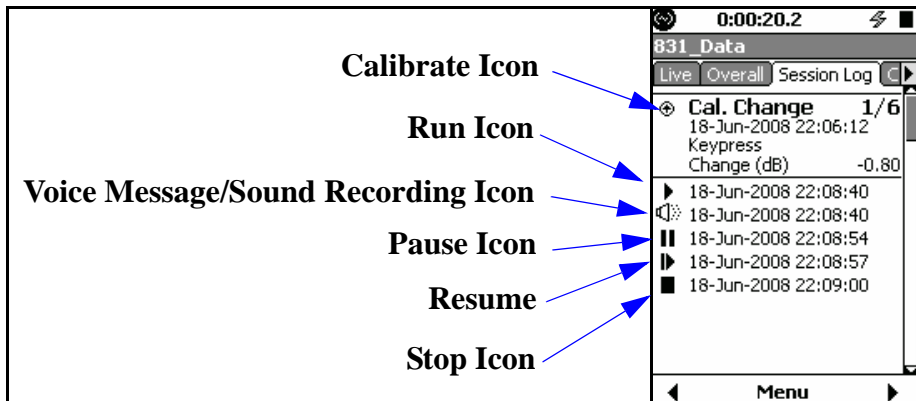 0:00:20.2
831_Data
Live Overall Session Log C
Calibrate Icon
Cal. Change 1/6
18-Jun-2008 22:06:12
Keypress
Change (dB) -0.80
Run Icon
18-Jun-2008 22:08:40
Voice Message/Sound Recording Icon
18-Jun-2008 22:08:40
Pause Icon
18-Jun-2008 22:08:54
Resume
18-Jun-2008 22:08:57
Stop Icon
18-Jun-2008 22:09:00
Menu